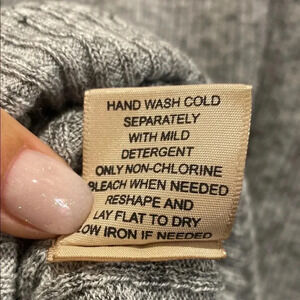 HAND WASH COLD
SEPARATELY
WITH MILD
DETERGENT
ONLY NON-CHLORINE
BLEACH WHEN NEEDED
RESHAPE AND
LAY FLAT TO DRY
LOW IRON IF NEEDED